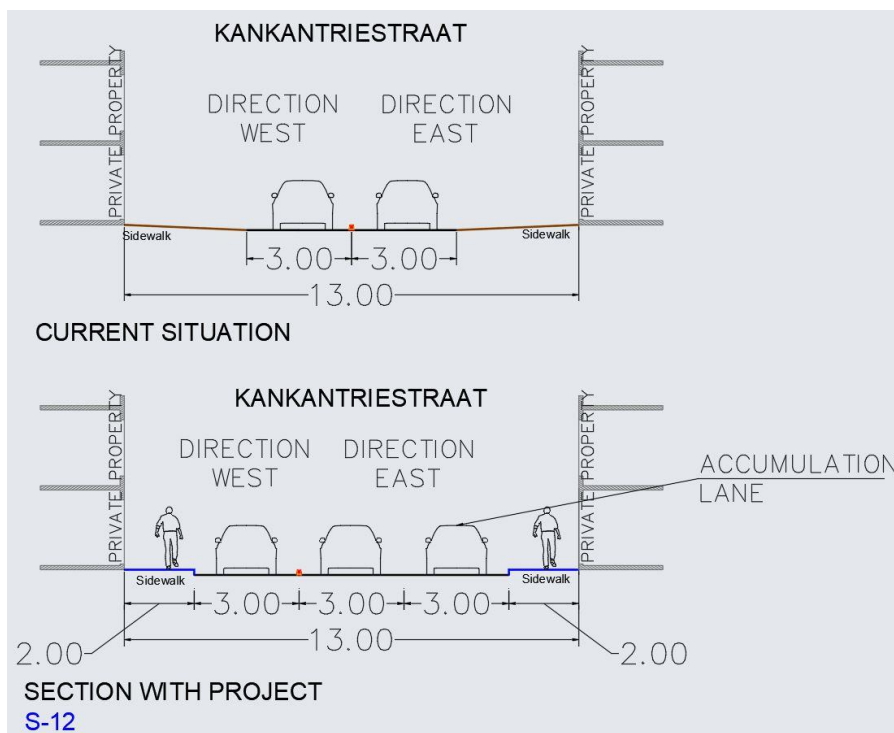 KANKANTRIESTRAAT
PRIVATE PROPERTY
DIRECTION
WEST
DIRECTION
EAST
PRIVATE PROPERTY
Sidewalk
Sidewalk
3.00
3.00
13.00
CURRENT SITUATION
KANKANTRIESTRAAT
PRIVATE PROPERTY
DIRECTION
WEST
DIRECTION
EAST
PRIVATE PROPERTY
ACCUMULATION
LANE
Sidewalk
Sidewalk
3.00
3.00
3.00
13.00
2.00
2.00
SECTION WITH PROJECT
S-12